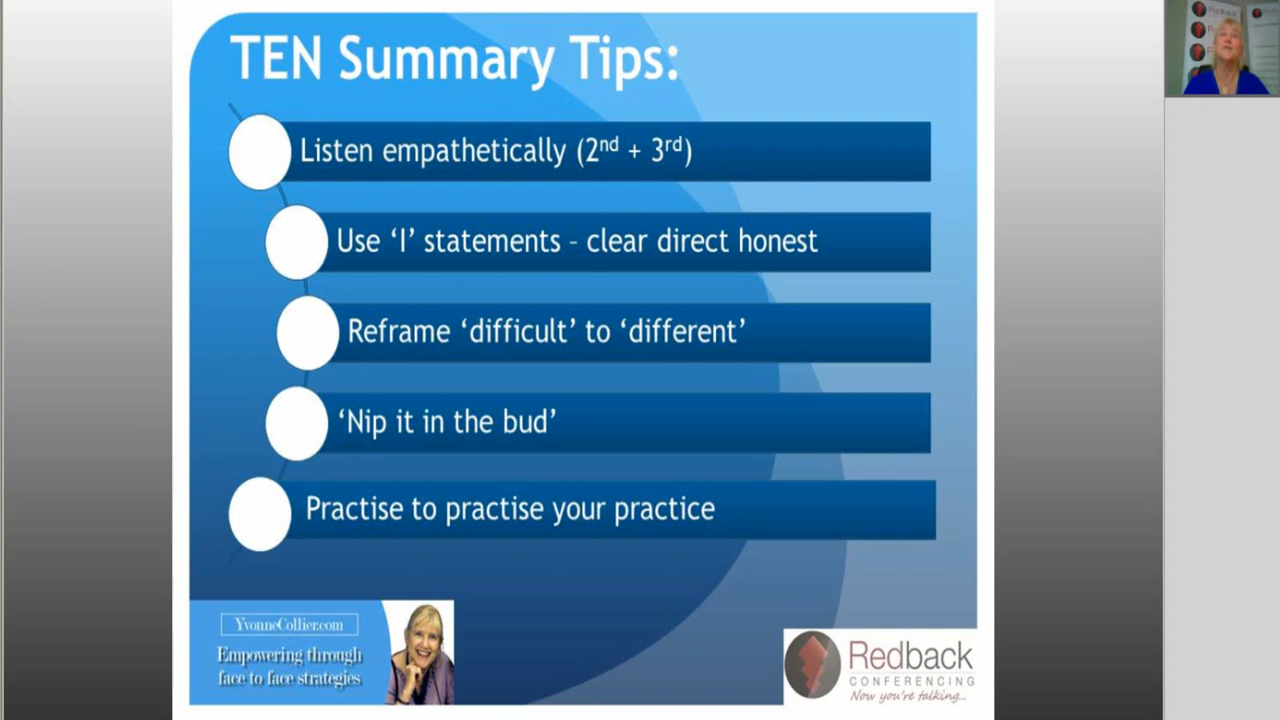 TEN Summary Tips:
Listen empathetically (2nd + 3rd)
Use ‘I’ statements – clear direct honest
Reframe ‘difficult’ to ‘different’
‘Nip it in the bud’
Practise to practise your practice
YvonneCollier.com
Empowering through
face to face strategies
Redback
CONFERENCING
Now you're talking...
Redback